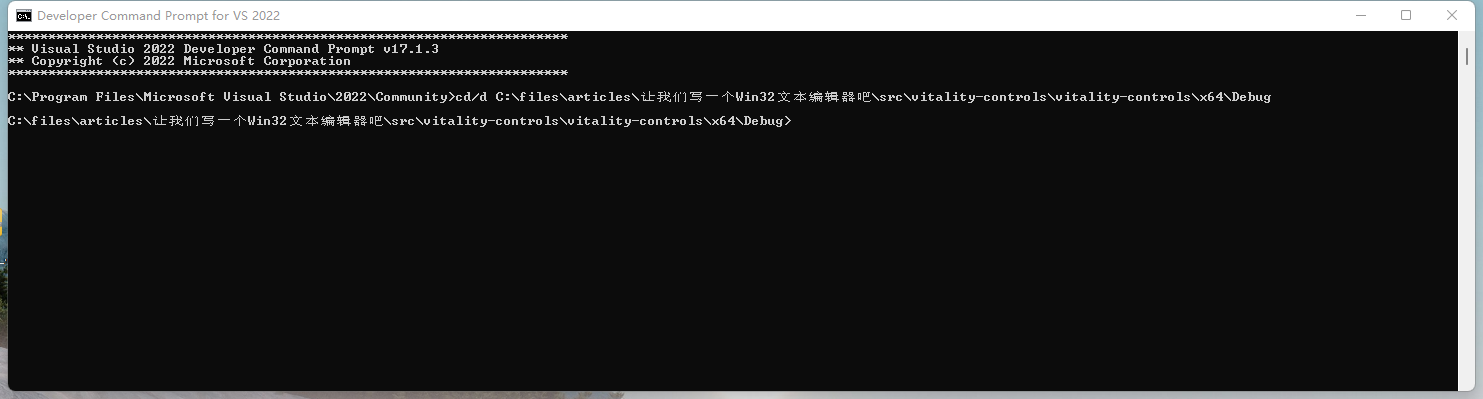 Developer Command Prompt for VS 2022
**********************************************************************
** Visual Studio 2022 Developer Command Prompt v17.1.3
** Copyright (c) 2022 Microsoft Corporation
**********************************************************************
C:\Program Files\Microsoft Visual Studio\2022\Community>cd/d C:\files\articles\让我们写一个Win32文本编辑器吧\src\vitality-controls\vitality-controls\x64\Debug
C:\files\articles\让我们写一个Win32文本编辑器吧\src\vitality-controls\vitality-controls\x64\Debug>